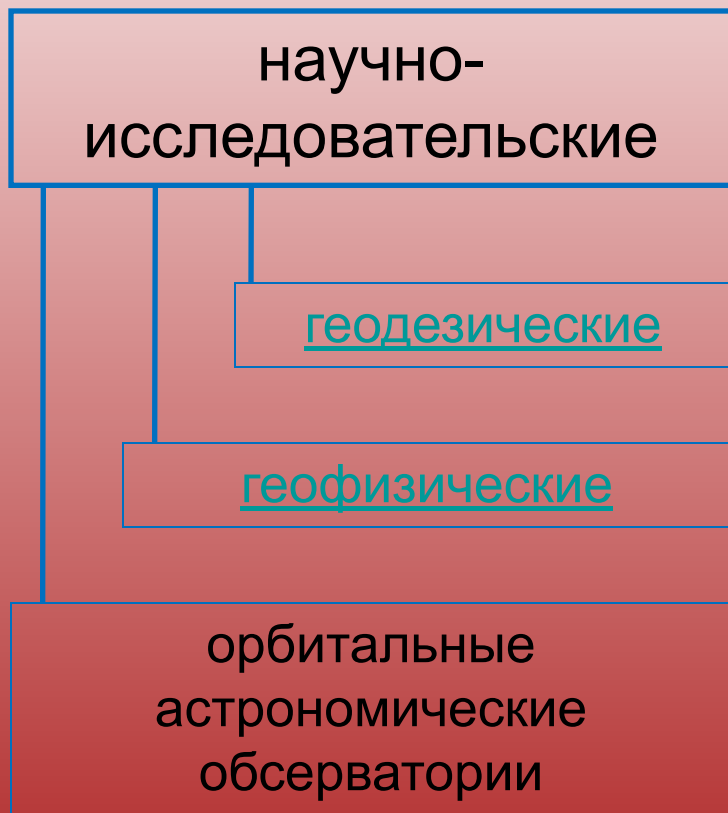 научно-
исследовательские
геодезические
геофизические
орбитальные
астрономические
обсерватории